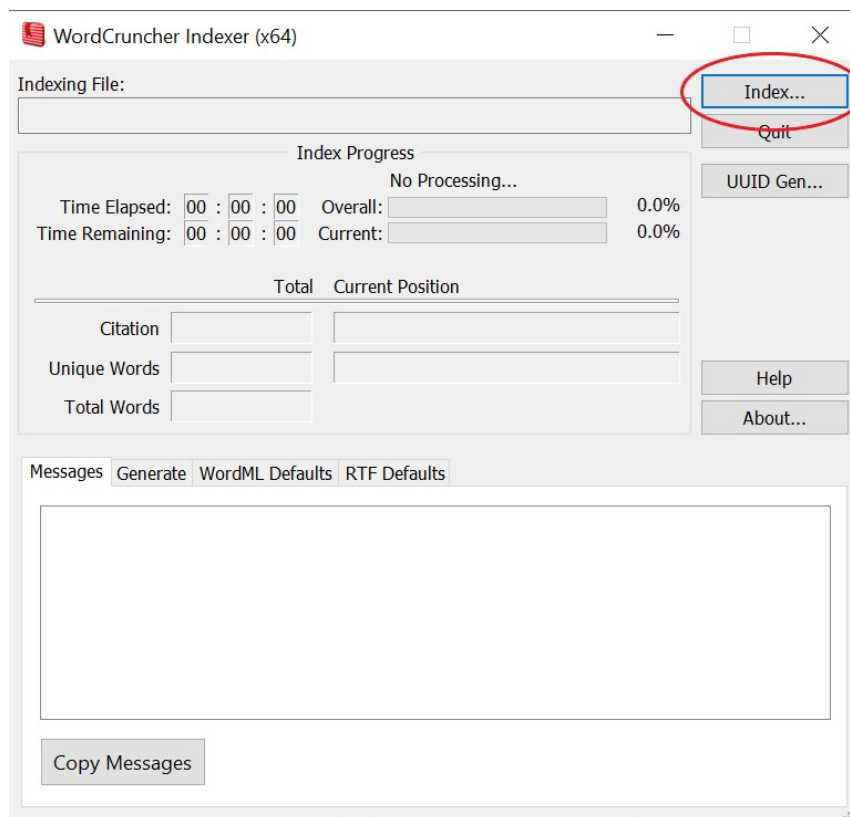 WordCruncher Indexer (x64)
Indexing File:
Index...
Quit
Index Progress
No Processing...
UUID Gen...
Time Elapsed: 00 : 00 : 00 Overall: 0.0%
Time Remaining: 00 : 00 : 00 Current: 0.0%
Total Current Position
Citation
Unique Words
Total Words
Help
About...
Messages Generate WordML Defaults RTF Defaults
Copy Messages